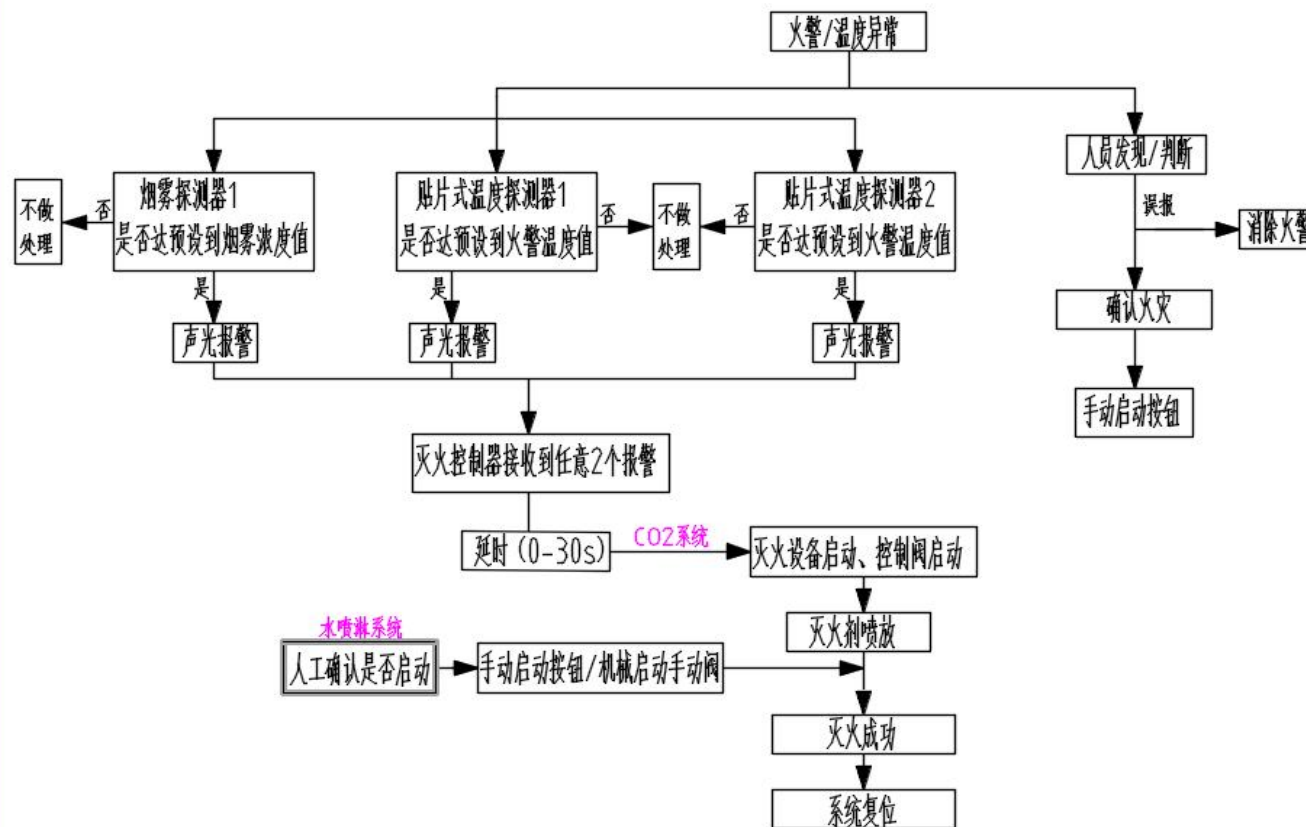 火警/温度异常
人员发现/判断
误报
消除火警
确认火灾
手动启动按钮
不做
处理
否
烟雾探测器1
是否达预设到烟雾浓度值
是
声光报警
贴片式温度探测器1
是否达预设到火警温度值
否
是
声光报警
不做
处理
否
贴片式温度探测器2
是否达预设到火警温度值
是
声光报警
灭火控制器接收到任意2个报警
延时(0-30s)
CO2系统
灭火设备启动、控制阀启动
灭火剂喷放
水喷淋系统
人工确认是否启动
手动启动按钮/机械启动手动阀
灭火成功
系统复位